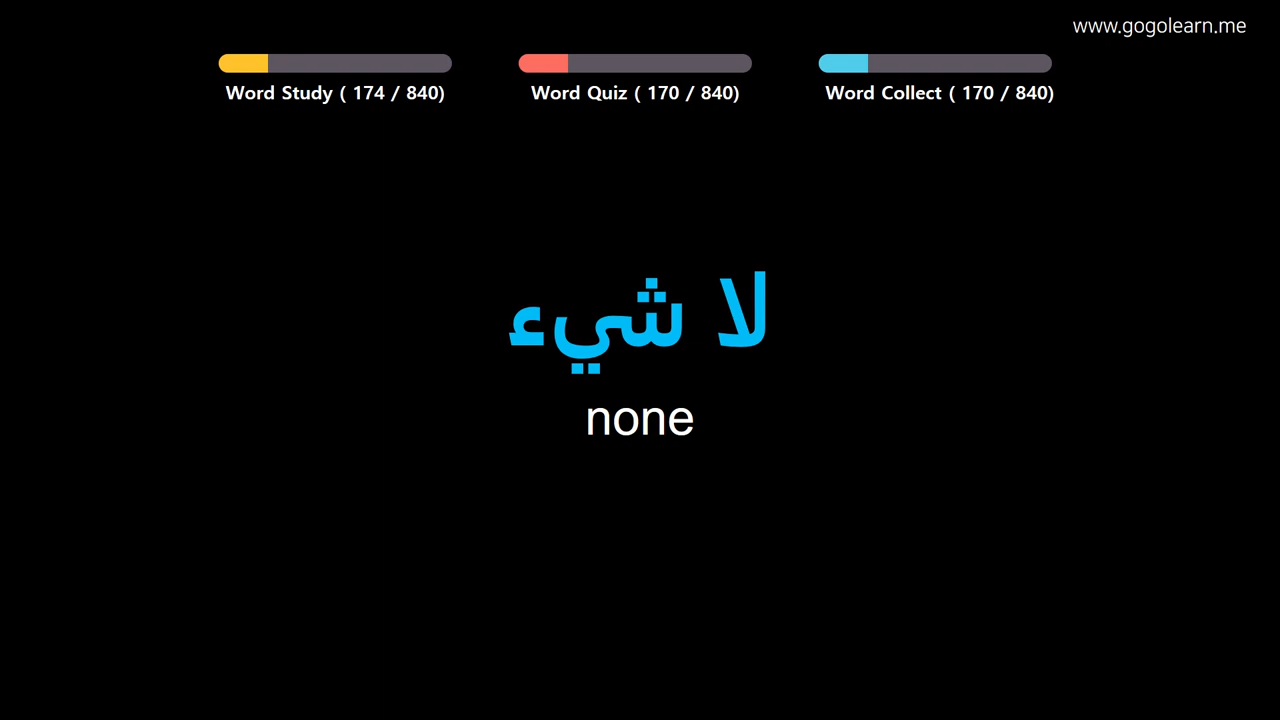 www.gogolearn.me
Word Study ( 174 / 840)
Word Quiz ( 170 / 840)
Word Collect ( 170 / 840)
لا شيء
none